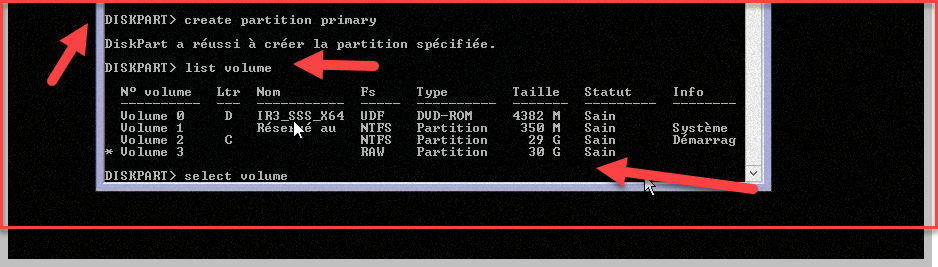 DISKPART> create partition primary
DiskPart a réussi à créer la partition spécifiée.
DISKPART> list volume
N° volume Ltr Nom Fs Type Taille Statut Info
Volume 0 D IR3_SSS_X64 UDF DVD-ROM 4382 M Sain
Volume 1 Réservé au NTFS Partition 350 M Sain Système
Volume 2 C NTFS Partition 29 G Sain Démarrag
* Volume 3 RAW Partition 30 G Sain
DISKPART> select volume